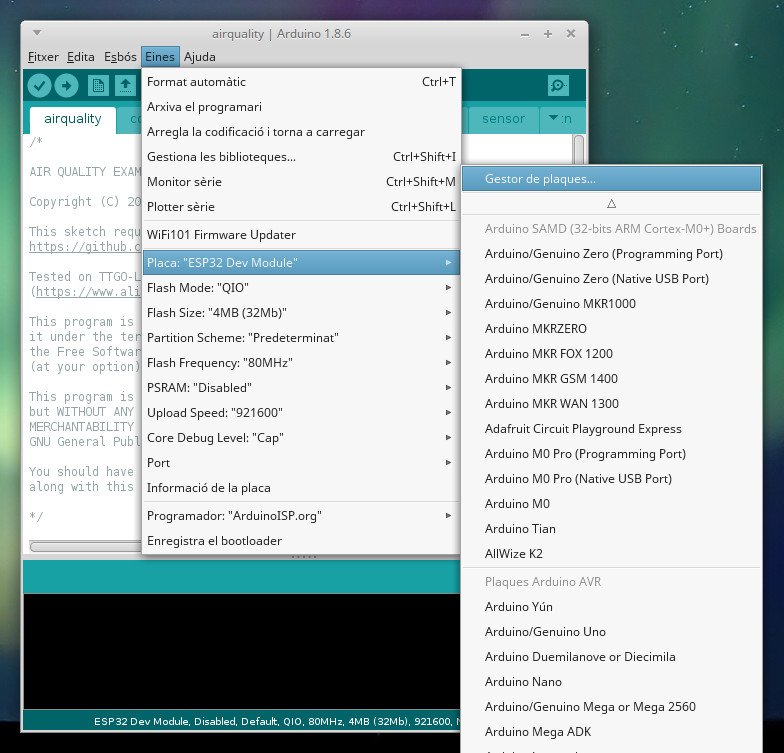 airquality | Arduino 1.8.6
Fitxer Edita Esbós Eines Ajuda
airquality
sensor
/*
AIR QUALITY EXAM
Copyright (C) 20
This sketch requ
https://github.c
Tested on TTGO-L
(https://www.ali
This program is
it under the ter
the Free Softwar
(at your option)
This program is
but WITHOUT ANY
MERCHANTABILITY
GNU General Publ
You should have
along with this
*/
Format automàtic Ctrl+T
Arxiva el programari
Arregla la codificació i torna a carregar
Gestiona les biblioteques... Ctrl+Shift+I
Monitor sèrie Ctrl+Shift+M
Plotter sèrie Ctrl+Shift+L
WiFi101 Firmware Updater
Placa: "ESP32 Dev Module"
Flash Mode: "QIO"
Flash Size: "4MB (32Mb)"
Partition Scheme: "Predeterminat"
Flash Frequency: "80MHz"
PSRAM: "Disabled"
Upload Speed: "921600"
Core Debug Level: "Cap"
Port
Informació de la placa
Programador: "ArduinoISP.org"
Enregistra el bootloader
Gestor de plaques...
Arduino SAMD (32-bits ARM Cortex-M0+) Boards
Arduino/Genuino Zero (Programming Port)
Arduino/Genuino Zero (Native USB Port)
Arduino/Genuino MKR1000
Arduino MKRZERO
Arduino MKR FOX 1200
Arduino MKR GSM 1400
Arduino MKR WAN 1300
Adafruit Circuit Playground Express
Arduino M0 Pro (Programming Port)
Arduino M0 Pro (Native USB Port)
Arduino M0
Arduino Tian
AllWize K2
Plaques Arduino AVR
Arduino Yún
Arduino/Genuino Uno
Arduino Duemilanove or Diecimila
Arduino Nano
Arduino/Genuino Mega or Mega 2560
Arduino Mega ADK
ESP32 Dev Module, Disabled, Default, QIO, 80MHz, 4MB (32Mb), 921600,